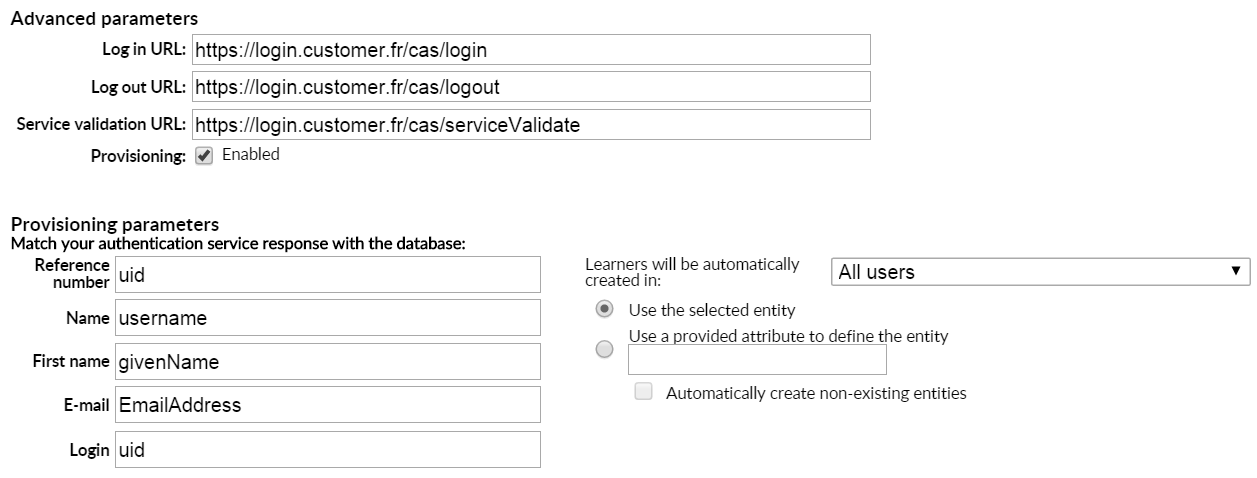 Advanced parameters
Log in URL: https://login.customer.fr/cas/login
Log out URL: https://login.customer.fr/cas/logout
Service validation URL: https://login.customer.fr/cas/serviceValidate
Provisioning: Enabled
Provisioning parameters
Match your authentication service response with the database:
Reference
number uid
Name username
First name givenName
E-mail EmailAddress
Login uid
Learners will be automatically
created in: All users
Use the selected entity
Use a provided attribute to define the entity
Automatically create non-existing entities